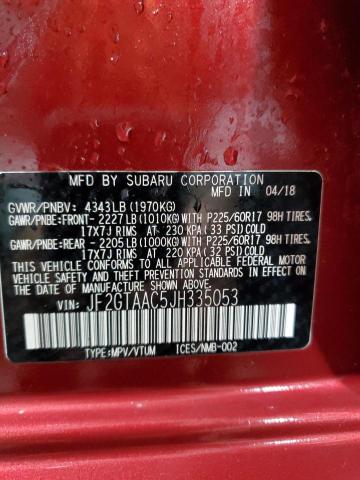 MFD BY SUBARU CORPORATION
MFD IN 04/18
GVWR/PNBV: 4343LB (1970KG)
GAWR/PNBE:FRONT- 2227LB (1010KG)WITH P225/60R17 98H TIRES,
17X7J RIMS AT 230 KPA ( 33 PSI)COLD
GAWR/PNBE:REAR - 2205LB (1000KG)WITH P225/60R17 98H TIRES,
17X7J RIMS AT 220 KPA ( 32 PSI)COLD
THIS VEHICLE CONFORMS TO ALL APPLICABLE FEDERAL MOTOR
VEHICLE SAFETY STANDARDS IN EFFECT ON THE
DATE OF MANUFACTURE SHOWN ABOVE.
VIN: JF2GTAAC5JH335053
TYPE:MPV/VTUM ICES/NMB-002